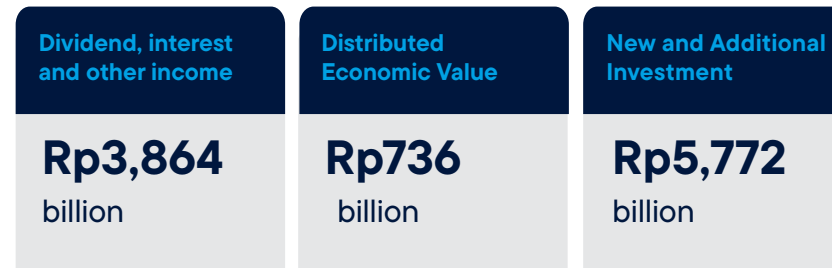 Dividend, interest
and other income
Rp3,864
billion
Distributed
Economic Value
Rp736
billion
New and Additional
Investment
Rp5,772
billion